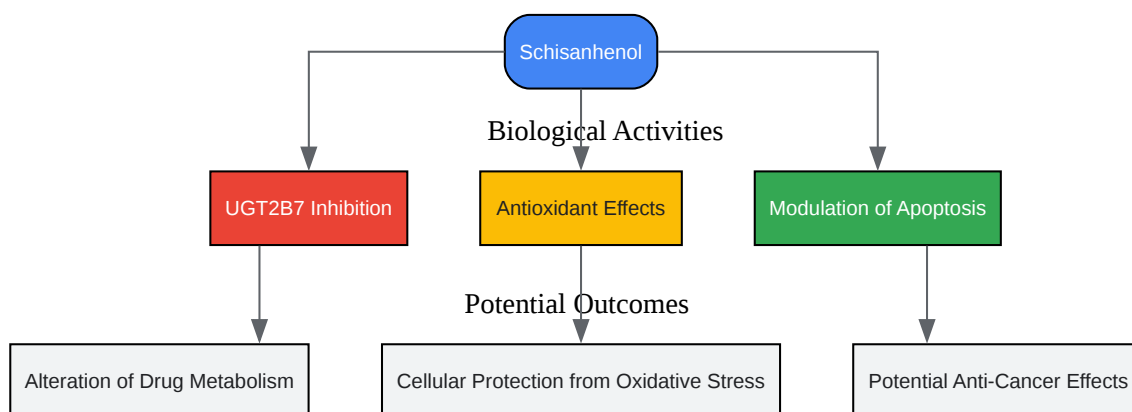 Schisanhenol
Biological Activities
UGT2B7 Inhibition
Antioxidant Effects
Modulation of Apoptosis
Potential Outcomes
Alteration of Drug Metabolism
Cellular Protection from Oxidative Stress
Potential Anti-Cancer Effects